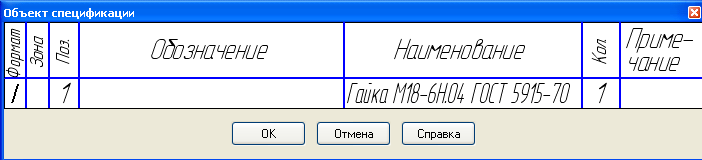 Объект спецификации
Формат Зона Поз. Обозначение Наименование Кол. Приме-
чание
1 Гайка М18-6Н.04 ГОСТ 5915-70 1
ОК Отмена Справка